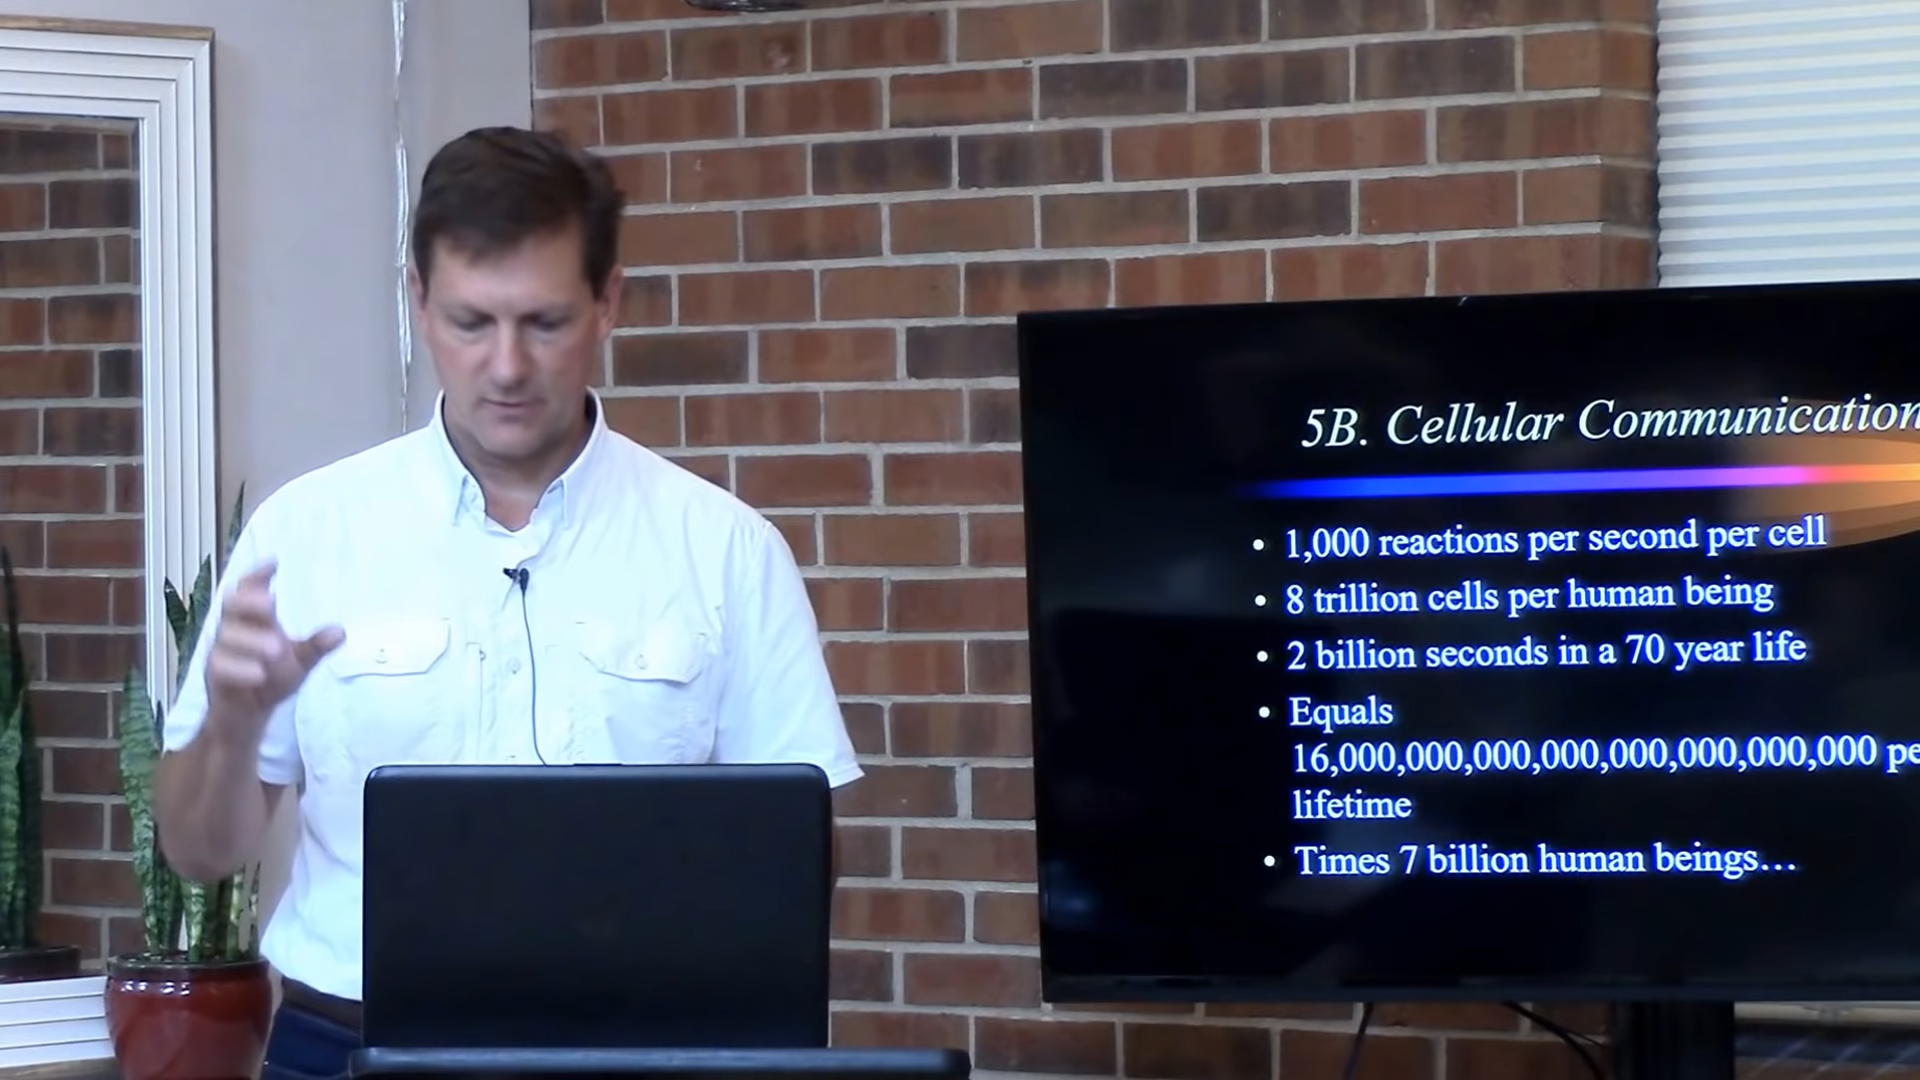 5B. Cellular Communication
• 1,000 reactions per second per cell
• 8 trillion cells per human being
• 2 billion seconds in a 70 year life
• Equals
16,000,000,000,000,000,000,000,000 pe
lifetime
• Times 7 billion human beings…